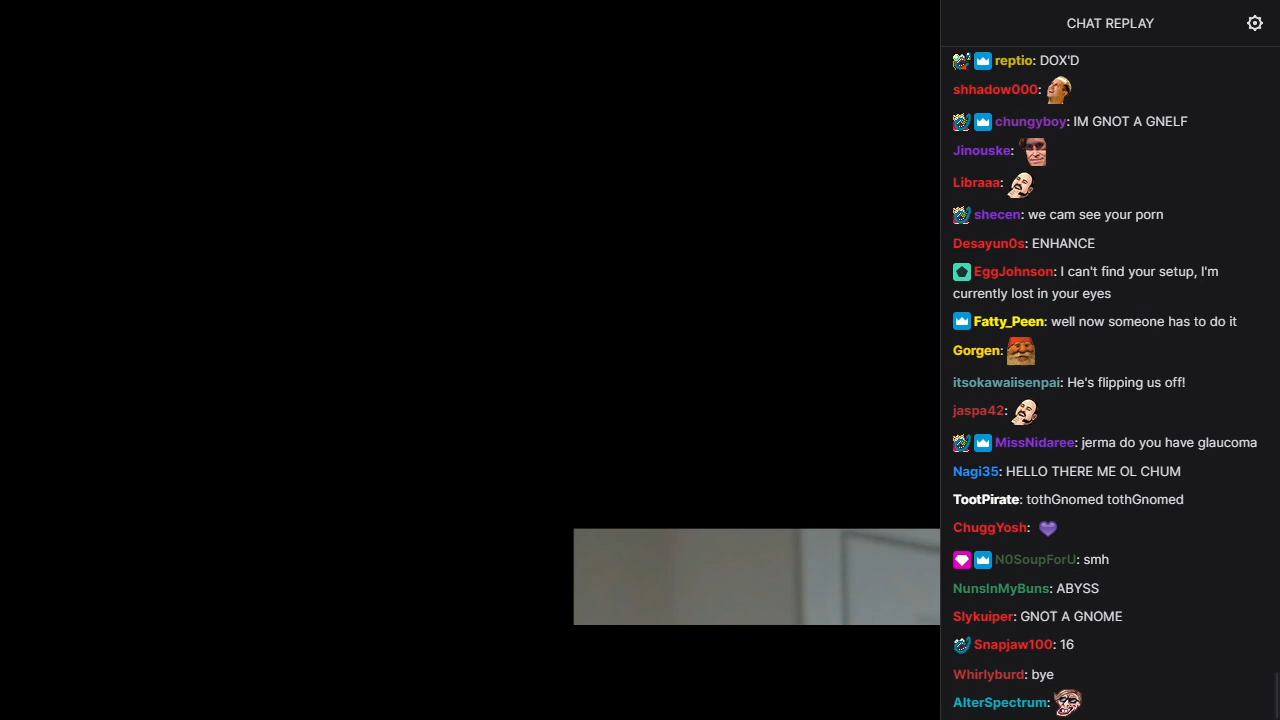 CHAT REPLAY
reptio: DOX'D
shhadow000:
chungyboy: IM GNOT A GNELF
Jinouske:
Libraaa:
shecen: we cam see your porn
Desayun0s: ENHANCE
EggJohnson: I can't find your setup, I'm
currently lost in your eyes
Fatty_Peen: well now someone has to do it
Gorgen:
itsokawaiisenpai: He's flipping us off!
jaspa42:
MissNidaree: jerma do you have glaucoma
Nagi35: HELLO THERE ME OL CHUM
TootPirate: tothGnomed tothGnomed
ChuggYosh:
N0SoupForU: smh
NunsInMyBuns: ABYSS
Slykuiper: GNOT A GNOME
Snapjaw100: 16
Whirlyburd: bye
AlterSpectrum: